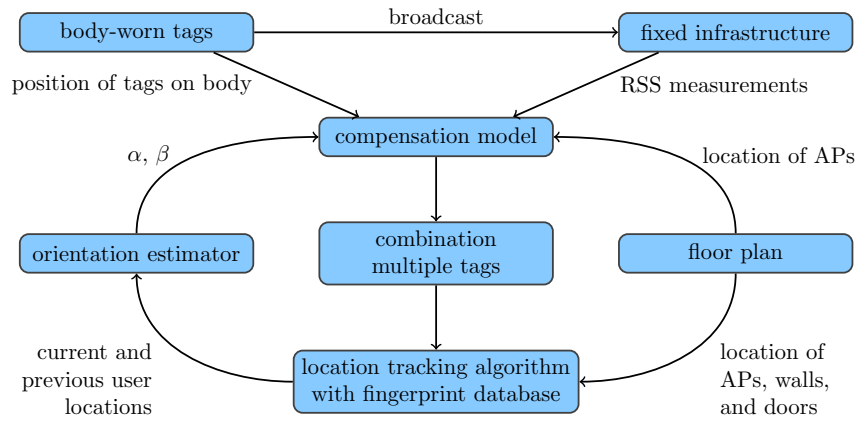 broadcast
body-worn tags
fixed infrastructure
position of tags on body
RSS measurements
compensation model
α, β
location of APs
orientation estimator
combination
multiple tags
floor plan
current and
previous user
locations
location tracking algorithm
with fingerprint database
location of
APs, walls,
and doors